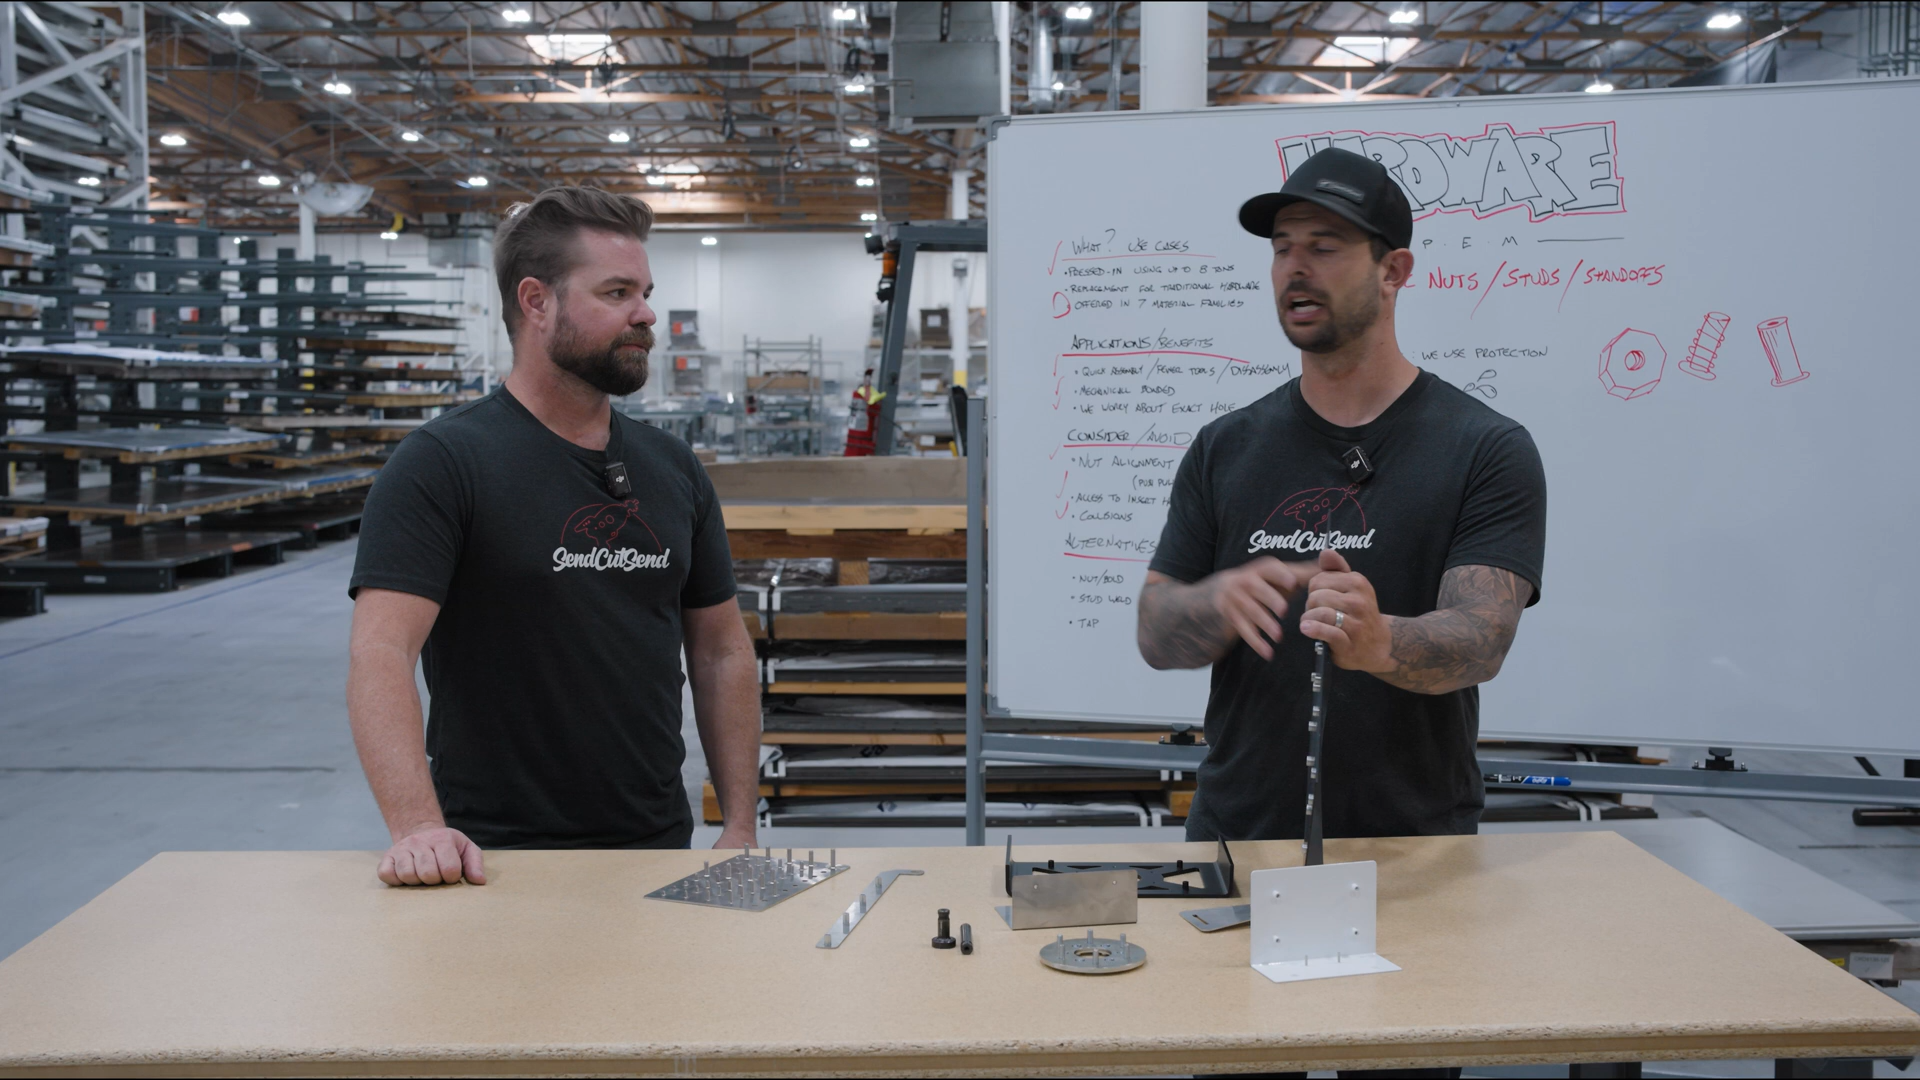 HARDWARE
P.E.M
NUTS/STUDS/STANDOFFS
WHAT? USE CASES
• PRESSED-IN USING UP TO 8 TONS
• REPLACEMENT FOR TRADITIONAL HARDWARE
OFFERED IN 7 MATERIAL FAMILIES
: WE USE PROTECTION
APPLICATIONS/BENEFITS
• QUICK ASSEMBLY / FEWER TOOLS / DISASSEMBLY
• MECHANICAL BONDED
• WE WORRY ABOUT EXACT HOLE
CONSIDER/AVOID
• NUT ALIGNMENT
• ACCESS TO INSERT
• COLLISIONS
ALTERNATIVES
• NUT/BOLD
• STUD WELD
• TAP
SendCutSend
SendCutSend